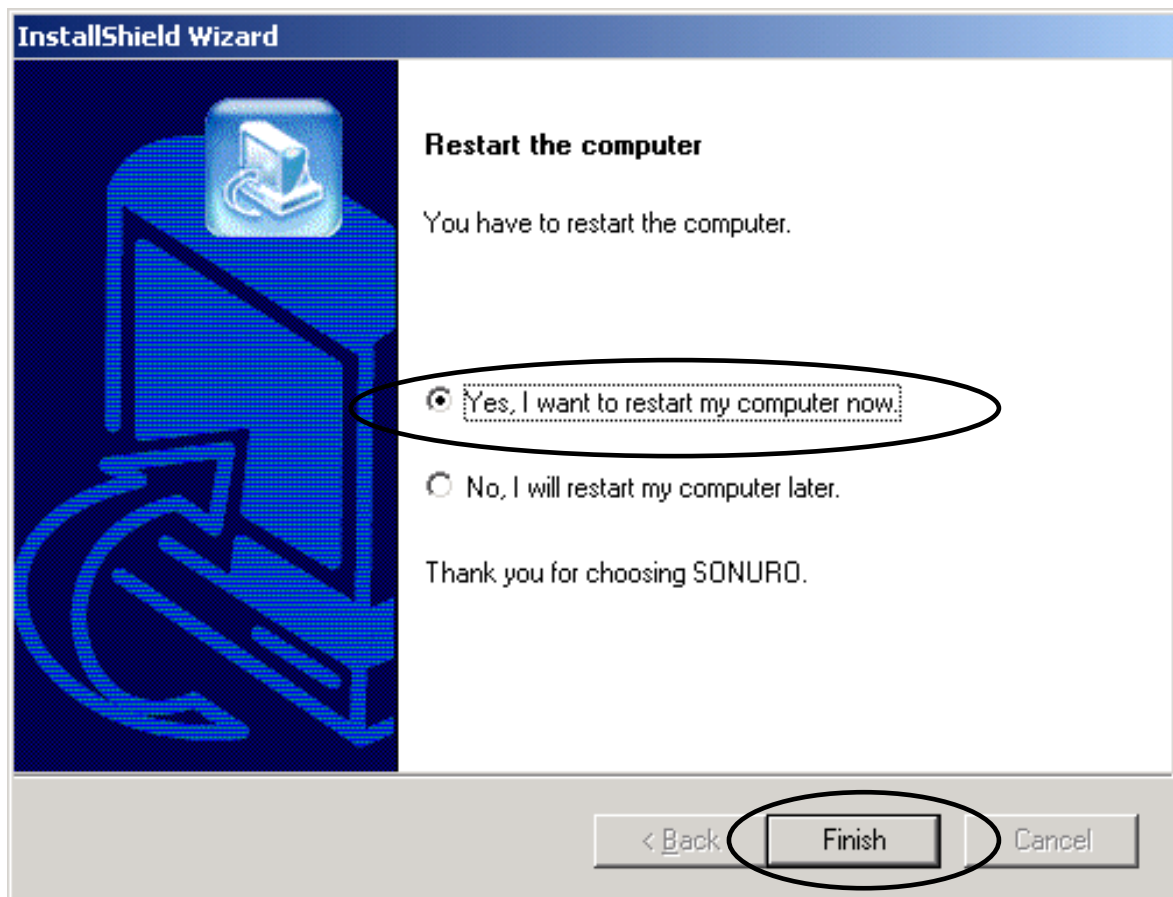 InstallShield Wizard
Restart the computer
You have to restart the computer.
Yes, I want to restart my computer now.
No, I will restart my computer later.
Thank you for choosing SONURO.
< Back
Finish
Cancel